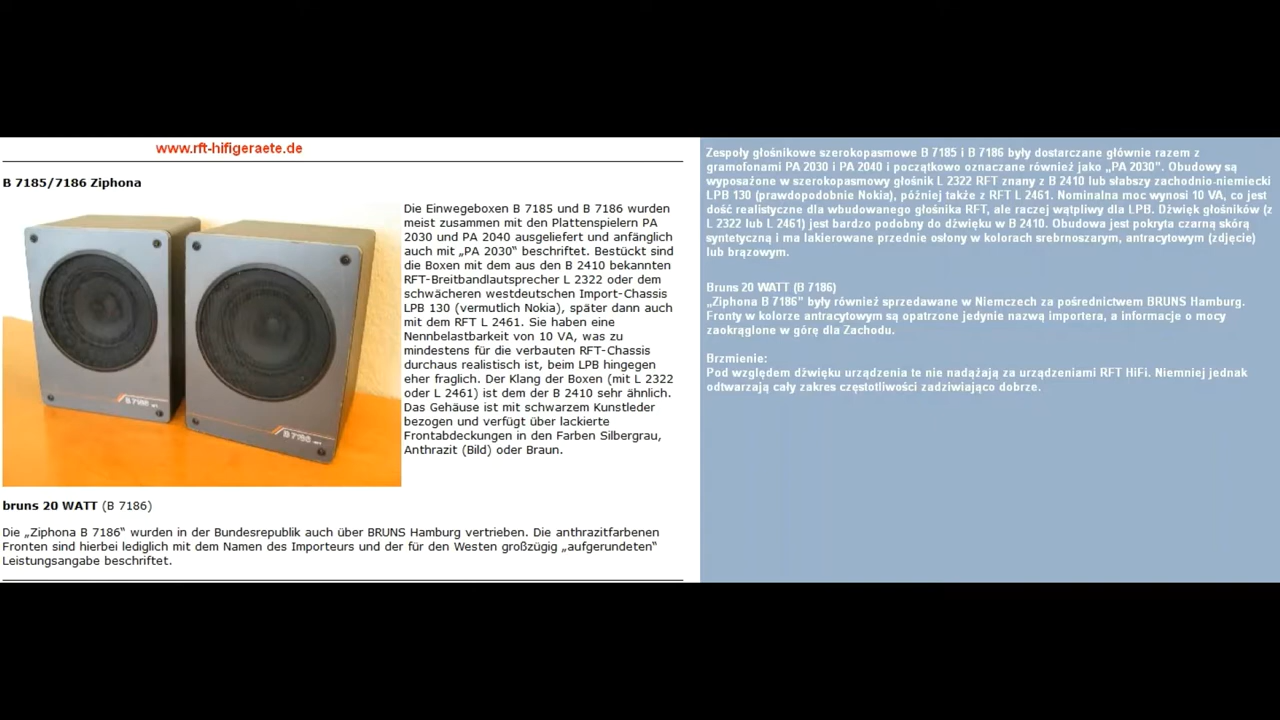 www.rft-hifigeraete.de
B 7185/7186 Ziphona
Die Einwegeboxen B 7185 und B 7186 wurden
meist zusammen mit den Plattenspielern PA
2030 und PA 2040 ausgeliefert und anfänglich
auch mit „PA 2030“ beschriftet. Bestückt sind
die Boxen mit dem aus den B 2410 bekannten
RFT-Breitbandlautsprecher L 2322 oder dem
schwächeren westdeutschen Import-Chassis
LPB 130 (vermutlich Nokia), später dann auch
mit dem RFT L 2461. Sie haben eine
Nennbelastbarkeit von 10 VA, was zu
mindestens für die verbauten RFT-Chassis
durchaus realistisch ist, beim LPB hingegen
eher fraglich. Der Klang der Boxen (mit L 2322
oder L 2461) ist dem der B 2410 sehr ähnlich.
Das Gehäuse ist mit schwarzem Kunstleder
bezogen und verfügt über lackierte
Frontabdeckungen in den Farben Silbergrau,
Anthrazit (Bild) oder Braun.
B 7186
B 7186
bruns 20 WATT (B 7186)
Die „Ziphona B 7186“ wurden in der Bundesrepublik auch über BRUNS Hamburg vertrieben. Die anthrazitfarbenen
Fronten sind hierbei lediglich mit dem Namen des Importeurs und der für den Westen großzügig „aufgerundeten“
Leistungsangabe beschriftet.
Zespoły głośnikowe szerokopasmowe B 7185 i B 7186 były dostarczane głównie razem z
gramofonami PA 2030 i PA 2040 i początkowo oznaczane również jako „PA 2030”. Obudowy są
wyposażone w szerokopasmowy głośnik L 2322 RFT znany z B 2410 lub słabszy zachodnio-niemiecki
LPB 130 (prawdopodobnie Nokia), później także z RFT L 2461. Nominalna moc wynosi 10 VA, co jest
dość realistyczne dla wbudowanego głośnika RFT, ale raczej wątpliwy dla LPB. Dźwięk głośników (z
L 2322 lub L 2461) jest bardzo podobny do dźwięku w B 2410. Obudowa jest pokryta czarną skórą
syntetyczną i ma lakierowane przednie osłony w kolorach srebrnoszarym, antracytowym (zdjęcie)
lub brązowym.
Bruns 20 WATT (B 7186)
„Ziphona B 7186” były również sprzedawane w Niemczech za pośrednictwem BRUNS Hamburg.
Fronty w kolorze antracytowym są opatrzone jedynie nazwą importera, a informacje o mocy
zaokrąglone w górę dla Zachodu.
Brzmienie:
Pod względem dźwięku urządzenia te nie nadążają za urządzeniami RFT HiFi. Niemniej jednak
odtwarzają cały zakres częstotliwości zadziwiająco dobrze.